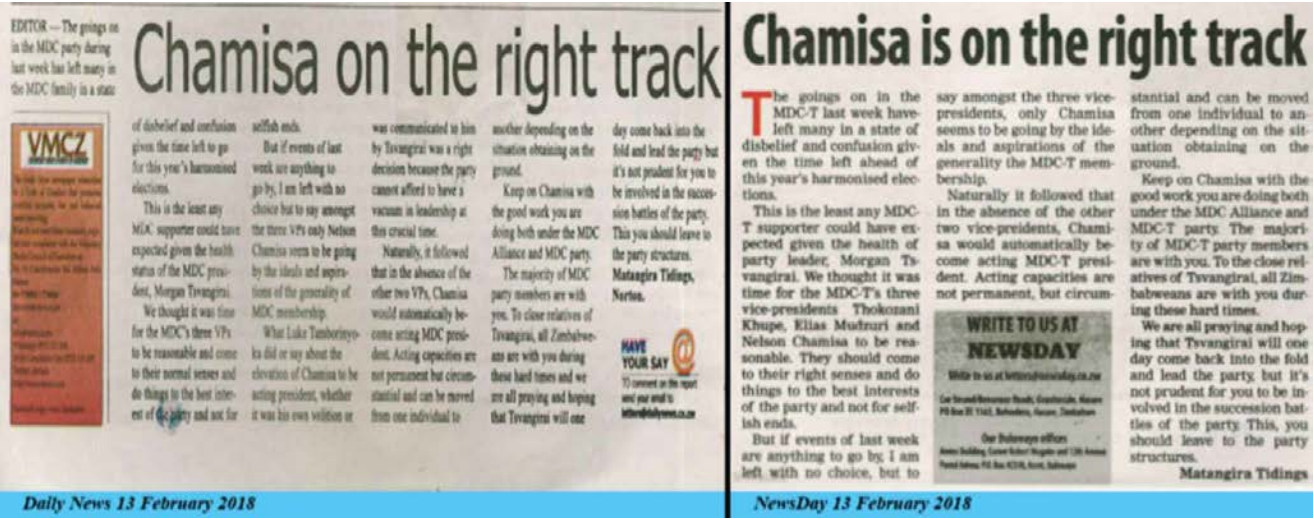 EDITOR — The goings on
in the MDC party during
last week has left many in
the MDC family in a state
Chamisa on the right track
VMCZ
of disbelief and confusion
given the time left to go
for this year's harmonised
elections.
This is the least any
MDC supporter could have
expected given the health
status of the MDC presi-
dent, Morgan Tsvangirai.
We thought it was time
for the MDC's three VPs
to be reasonable and come
to their normal senses and
do things to the best inter-
est of the party and not for
selfish ends.
But if events of last
week are anything to
go by, I am left with no
choice but to say amongst
the three VPs only Nelson
Chamisa seem to be going
by the ideals and aspira-
tions of the generality of
MDC membership.
What Luke Tamborinyo-
ka did or say about the
elevation of Chamisa to be
acting president, whether
it was his own volition or
was communicated to him
by Tsvangirai was a right
decision because the party
cannot afford to have a
vacuum in leadership at
this crucial time.
Naturally, it followed
that in the absence of the
other two VPs, Chamisa
would automatically be-
come acting MDC presi-
dent. Acting capacities are
not permanent but circum-
stantial and can be moved
from one individual to
another depending on the
situation obtaining on the
ground.
Keep on Chamisa with
the good work you are
doing both under the MDC
Alliance and MDC party.
The majority of MDC
party members are with
you. To close relatives of
Tsvangirai, all Zimbabwe-
ans are with you during
these hard times and we
are all praying and hoping
that Tsvangirai will one
day come back into the
fold and lead the party but
it's not prudent for you to
be involved in the succes-
sion battles of the party.
This you should leave to
the party structures.
Matangira Tidings,
Norton.
HAVE
YOUR SAY @
TO comment on this report
send your email to
letters@dailynews.co.zw
Daily News 13 February 2018
Chamisa is on the right track
The goings on in the
MDC-T last week have
left many in a state of
disbelief and confusion giv-
en the time left ahead of
this year's harmonised elec-
tions.
This is the least any MDC-
T supporter could have ex-
pected given the health of
party leader, Morgan Ts-
vangirai. We thought it was
time for the MDC-T's three
vice-presidents Thokozani
Khupe, Elias Mudzuri and
Nelson Chamisa to be rea-
sonable. They should come
to their right senses and do
things to the best interests
of the party and not for self-
ish ends.
But if events of last week
are anything to go by, I am
left with no choice, but to
say amongst the three vice-
presidents, only Chamisa
seems to be going by the ide-
als and aspirations of the
generality the MDC-T mem-
bership.
Naturally it followed that
in the absence of the other
two vice-preidents, Chami-
sa would automatically be-
come acting MDC-T presi-
dent. Acting capacities are
not permanent, but circum-
WRITE TO US AT
NEWSDAY
Write to us at letters@newsday.co.zw
Our Bulawayo offices
stantial and can be moved
from one individual to an-
other depending on the sit-
uation obtaining on the
ground.
Keep on Chamisa with the
good work you are doing both
under the MDC Alliance and
MDC-T party. The majori-
ty of MDC-T party members
are with you. To the close rel-
atives of Tsvangirai, all Zim-
babweans are with you dur-
ing these hard times.
We are all praying and hop-
ing that Tsvangirai will one
day come back into the fold
and lead the party, but it's
not prudent for you to be in-
volved in the succession bat-
tles of the party. This, you
should leave to the party
structures.
Matangira Tidings
NewsDay 13 February 2018